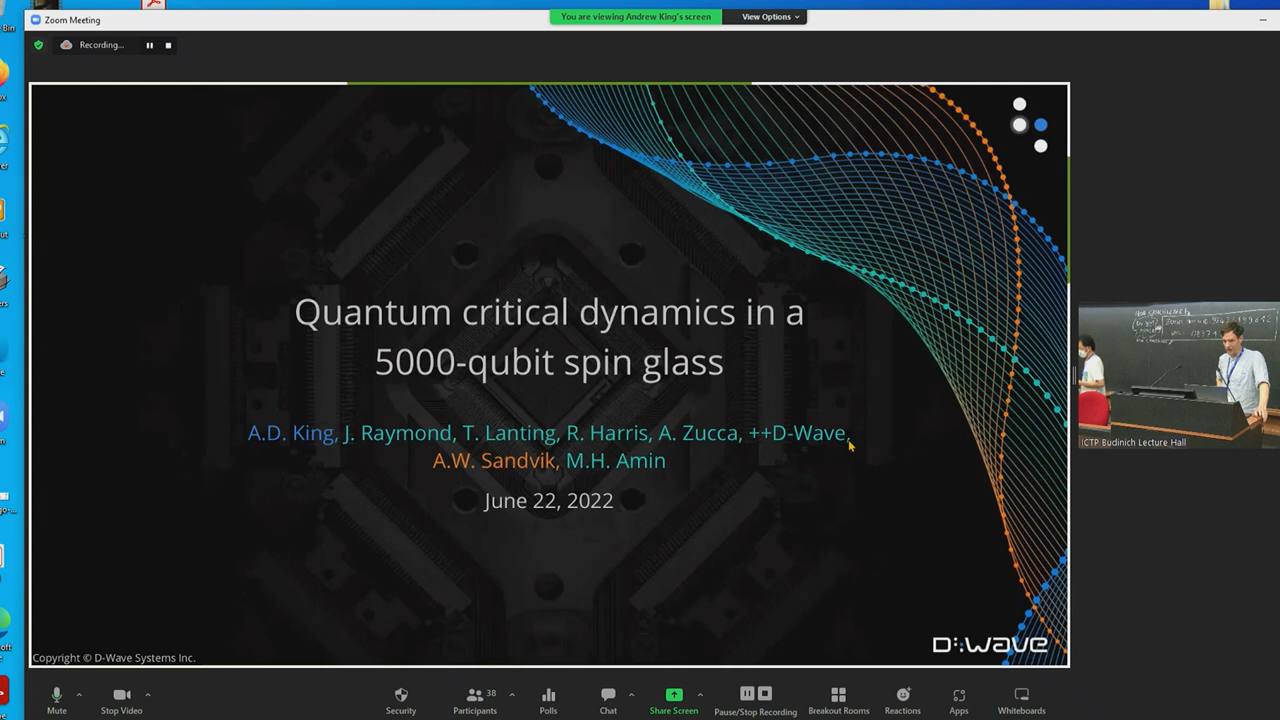 Bin
Zoom Meeting
You are viewing Andrew King's screen
View Options
Recording...
Quantum critical dynamics in a
5000-qubit spin glass
A.D. King, J. Raymond, T. Lanting, R. Harris, A. Zucca, ++D-Wave,
A.W. Sandvik, M.H. Amin
June 22, 2022
D:wave
Copyright © D-Wave Systems Inc.
ICTP Budinich Lecture Hall
Mute
Stop Video
Security
Participants
38
Polls
Chat
Share Screen
Pause/Stop Recording
Breakout Rooms
Reactions
Apps
Whiteboards